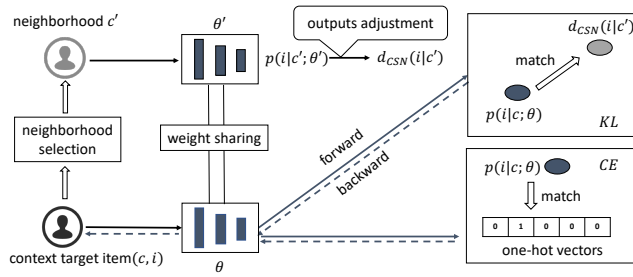 neighborhood c′
θ′
outputs adjustment
p(i|c′; θ′)
d_CSN(i|c′)
d_CSN(i|c′)
match
p(i|c; θ)
KL
neighborhood
selection
weight sharing
forward
backward
p(i|c; θ)
CE
match
0 1 0 0 0
one-hot vectors
context target item(c, i)
θ